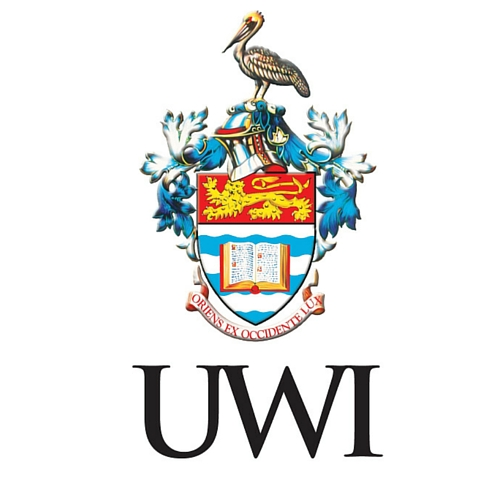 ORIENS EX OCCIDENTE LUX
UWI